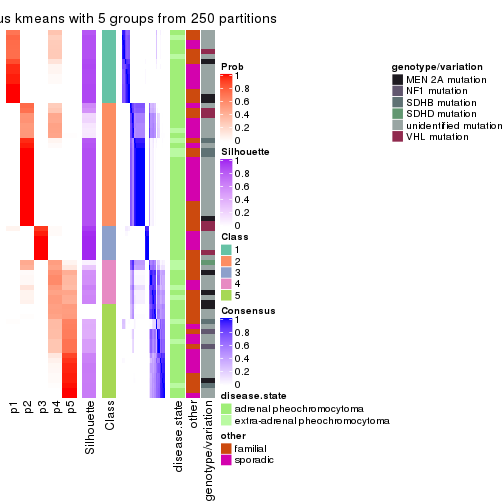 us kmeans with 5 groups from 250 partitions
Prob
1
0.8
0.6
0.4
0.2
0
Silhouette
1
0.8
0.6
0.4
0.2
0
Class
1
2
3
4
5
Consensus
1
0.8
0.6
0.4
0.2
0
disease.state
adrenal pheochromocytoma
extra-adrenal pheochromocytoma
other
familial
sporadic
genotype/variation
MEN 2A mutation
NF1 mutation
SDHB mutation
SDHD mutation
unidentified mutation
VHL mutation
p1
p2
p3
p4
p5
Silhouette
Class
disease.state
other
genotype/variation